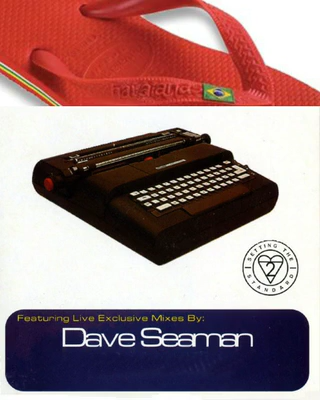 havaianas
SETTING THE
2
STANDARD
Featuring Live Exclusive Mixes By:
Dave Seaman